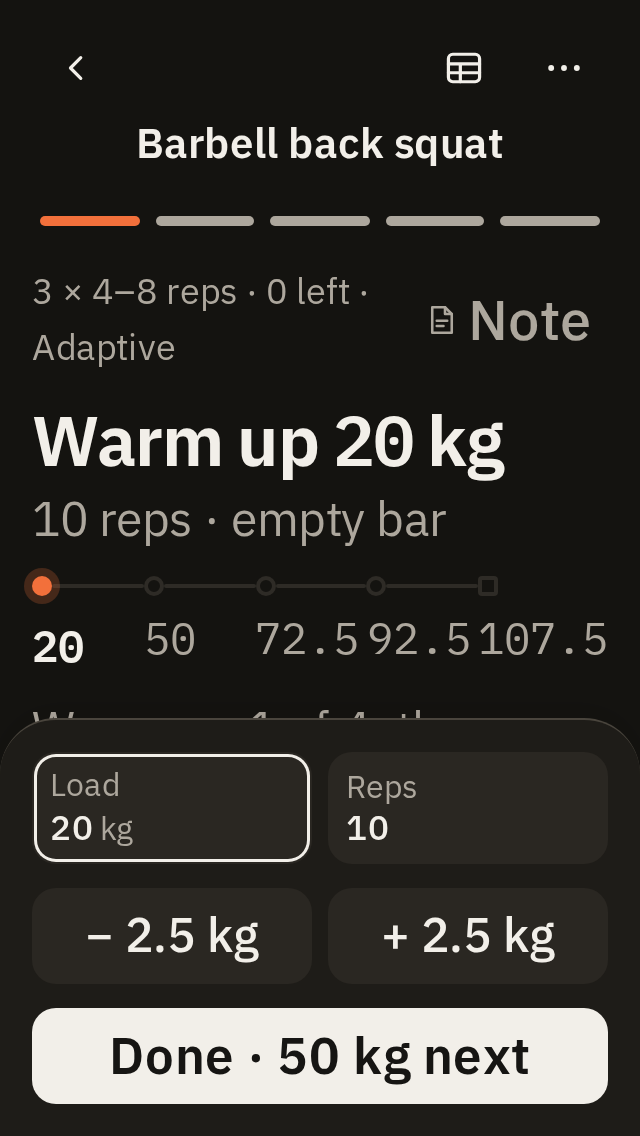 Barbell back squat
3 × 4–8 reps · 0 left ·
Adaptive
Note
Warm up 20 kg
10 reps · empty bar
20 50 72.5 92.5 107.5
Load
20 kg
Reps
10
− 2.5 kg
+ 2.5 kg
Done · 50 kg next